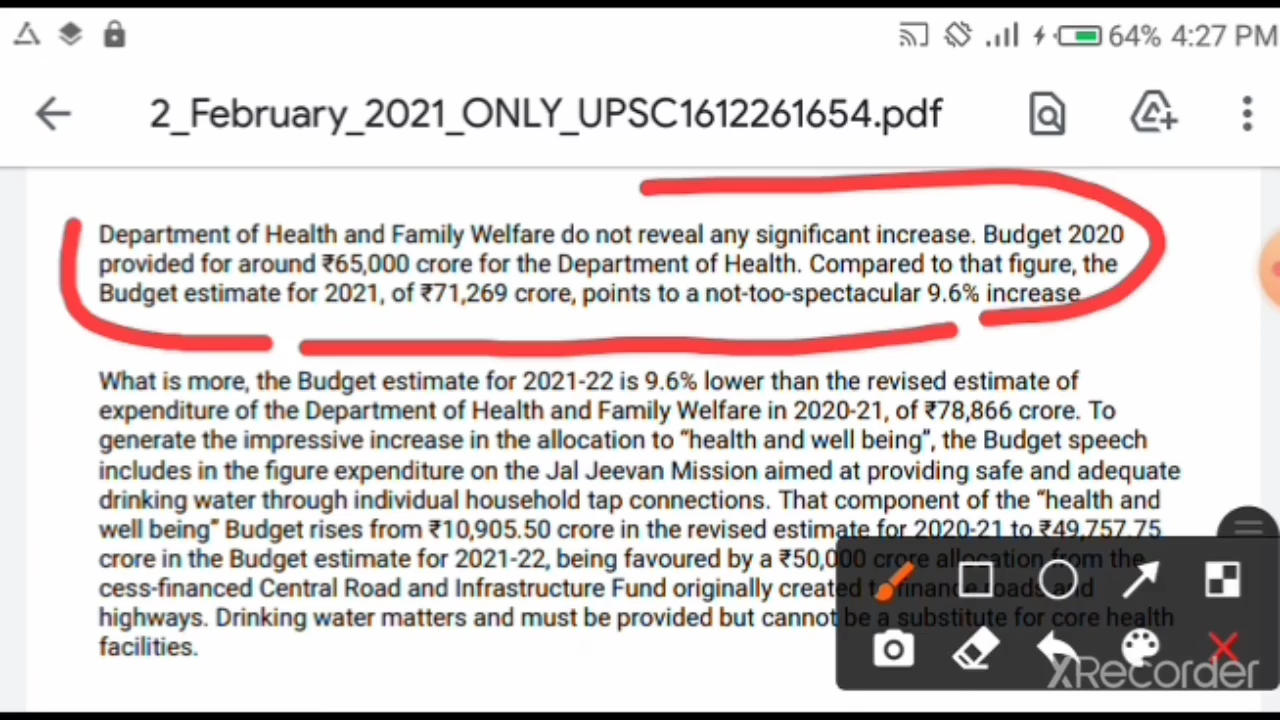 64% 4:27 PM
2_February_2021_ONLY_UPSC1612261654.pdf
Department of Health and Family Welfare do not reveal any significant increase. Budget 2020
provided for around ₹65,000 crore for the Department of Health. Compared to that figure, the
Budget estimate for 2021, of ₹71,269 crore, points to a not-too-spectacular 9.6% increase
What is more, the Budget estimate for 2021-22 is 9.6% lower than the revised estimate of
expenditure of the Department of Health and Family Welfare in 2020-21, of ₹78,866 crore. To
generate the impressive increase in the allocation to “health and well being”, the Budget speech
includes in the figure expenditure on the Jal Jeevan Mission aimed at providing safe and adequate
drinking water through individual household tap connections. That component of the “health and
well being” Budget rises from ₹10,905.50 crore in the revised estimate for 2020-21 to ₹49,757.75
crore in the Budget estimate for 2021-22, being favoured by a ₹50,000 crore allocation from the
cess-financed Central Road and Infrastructure Fund originally created to finance roads and
highways. Drinking water matters and must be provided but cannot be a substitute for core health
facilities.
XRecorder